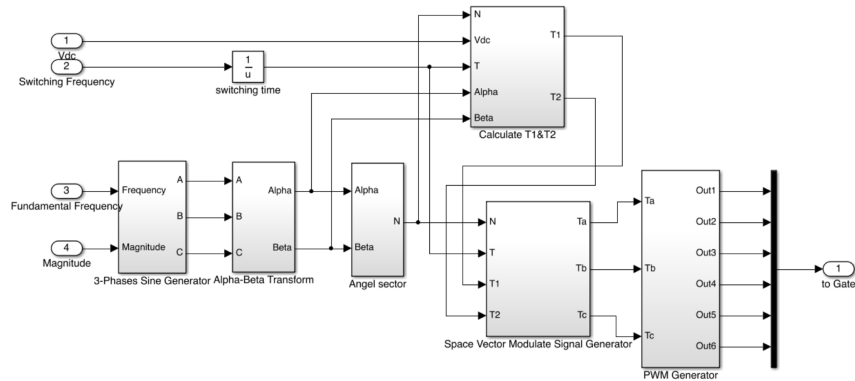 N
1
Vdc
Vdc
T1
2
1
u
T
Switching Frequency
switching time
Alpha
T2
Beta
Calculate T1&T2
3
Frequency
A
A
Alpha
Alpha
Fundamental Frequency
B
B
N
N
Ta
Ta
Out1
Out2
4
Magnitude
C
C
Beta
Beta
T
Tb
Tb
Out3
1
Magnitude
to Gate
3-Phases Sine Generator
Alpha-Beta Transform
Angel sector
T1
Out4
T2
Tc
Tc
Out5
Out6
Space Vector Modulate Signal Generator
PWM Generator